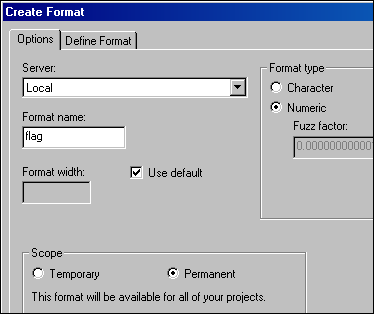 Create Format
Options
Define Format
Server:
Local
Format name:
flag
Format width:
Use default
Format type
Character
Numeric
Fuzz factor:
0.00000000000
Scope
Temporary
Permanent
This format will be available for all of your projects.